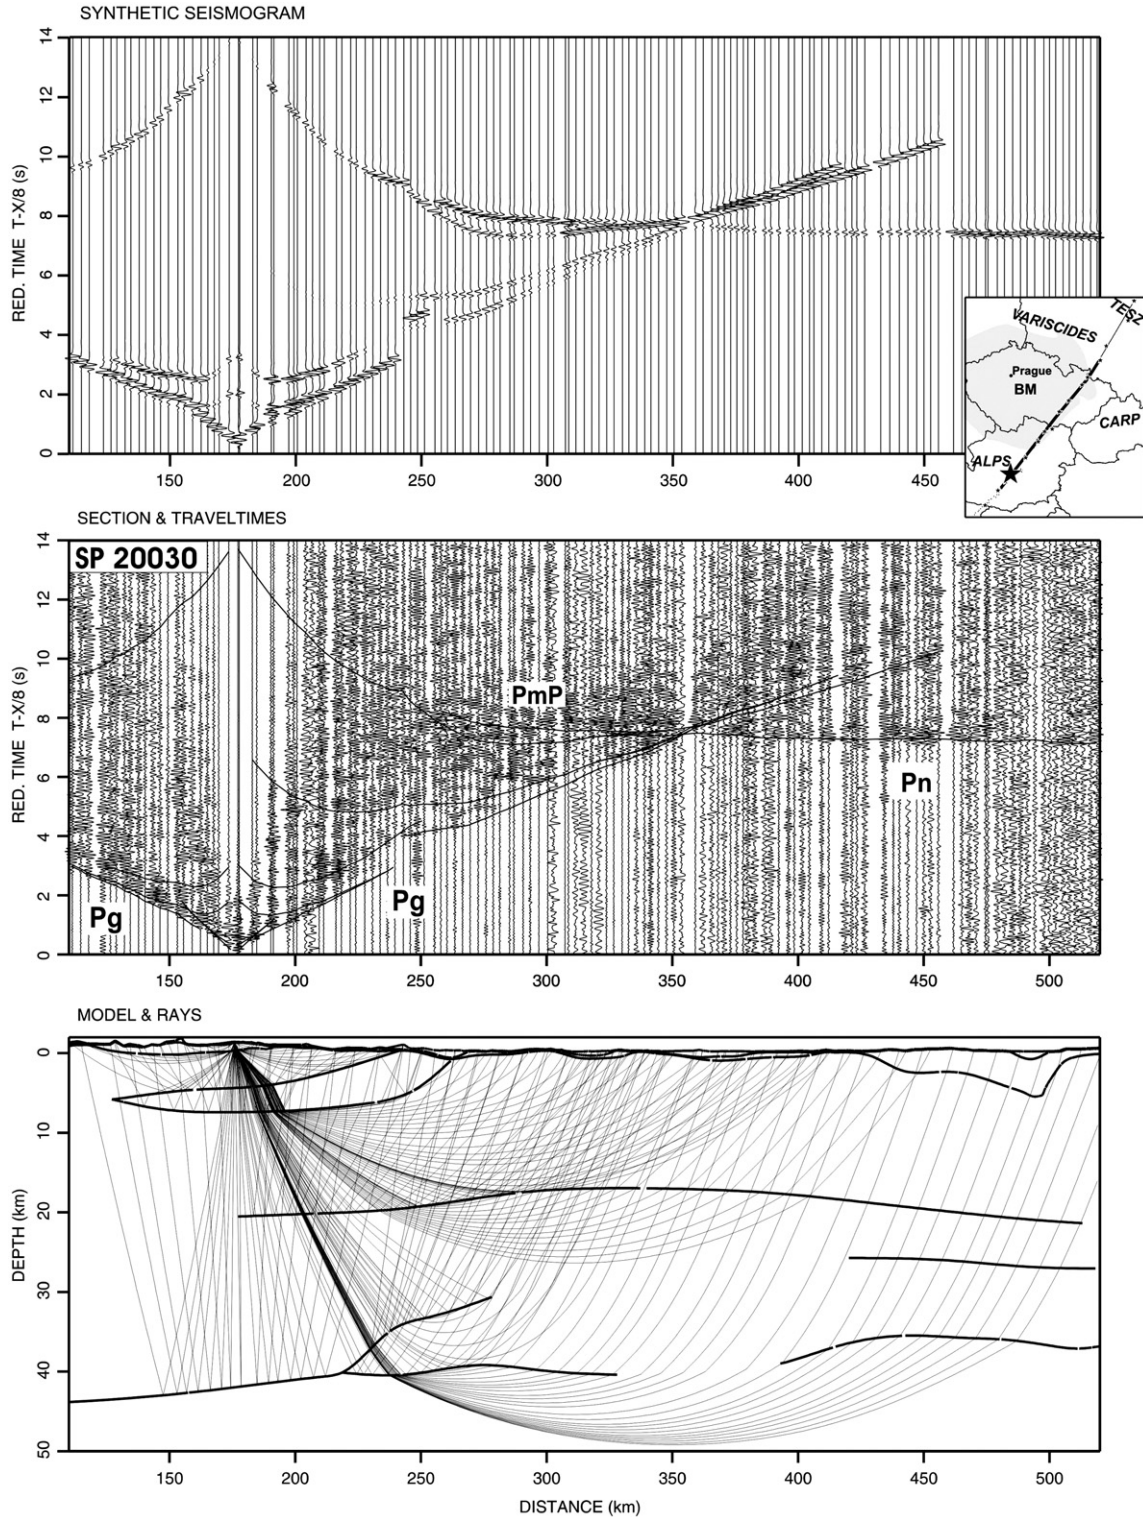 SYNTHETIC SEISMOGRAM
14
12
10
8
6
4
2
0
RED. TIME T-X/8 (s)
150 200 250 300 350 400 450
VARISCIDES
TESZ
Prague
BM
CARP
ALPS
SECTION & TRAVELTIMES
SP 20030
14
12
10
8
6
4
2
0
RED. TIME T-X/8 (s)
PmP
Pn
Pg
Pg
150 200 250 300 350 400 450 500
MODEL & RAYS
0
10
20
30
40
50
DEPTH (km)
150 200 250 300 350 400 450 500
DISTANCE (km)